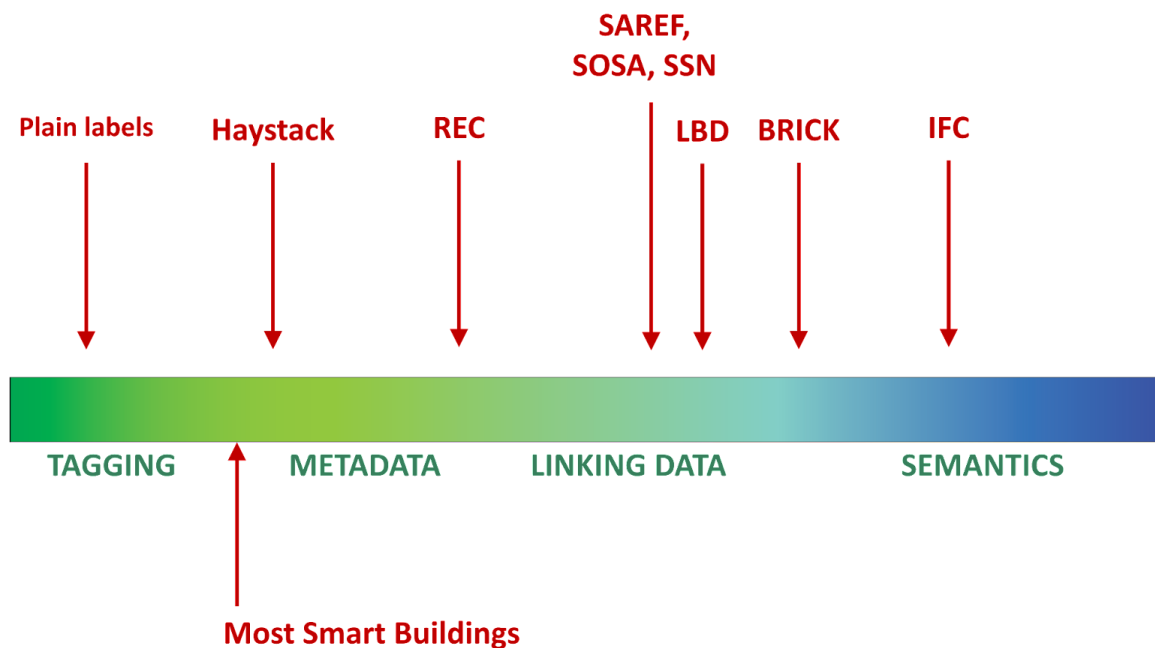 SAREF,
SOSA, SSN
Plain labels
Haystack
REC
LBD
BRICK
IFC
TAGGING
METADATA
LINKING DATA
SEMANTICS
Most Smart Buildings